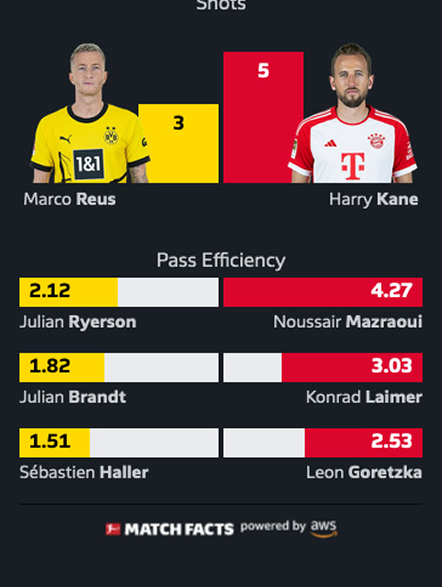 Shots
3
5
1&1
T
Marco Reus
Harry Kane
Pass Efficiency
2.12
4.27
Julian Ryerson
Noussair Mazraoui
1.82
3.03
Julian Brandt
Konrad Laimer
1.51
2.53
Sébastien Haller
Leon Goretzka
MATCH FACTS powered by aws